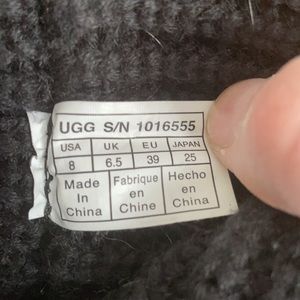 UGG S/N 1016555
USA UK EU JAPAN
8 6.5 39 25
Made Fabrique Hecho
In en en
China Chine China